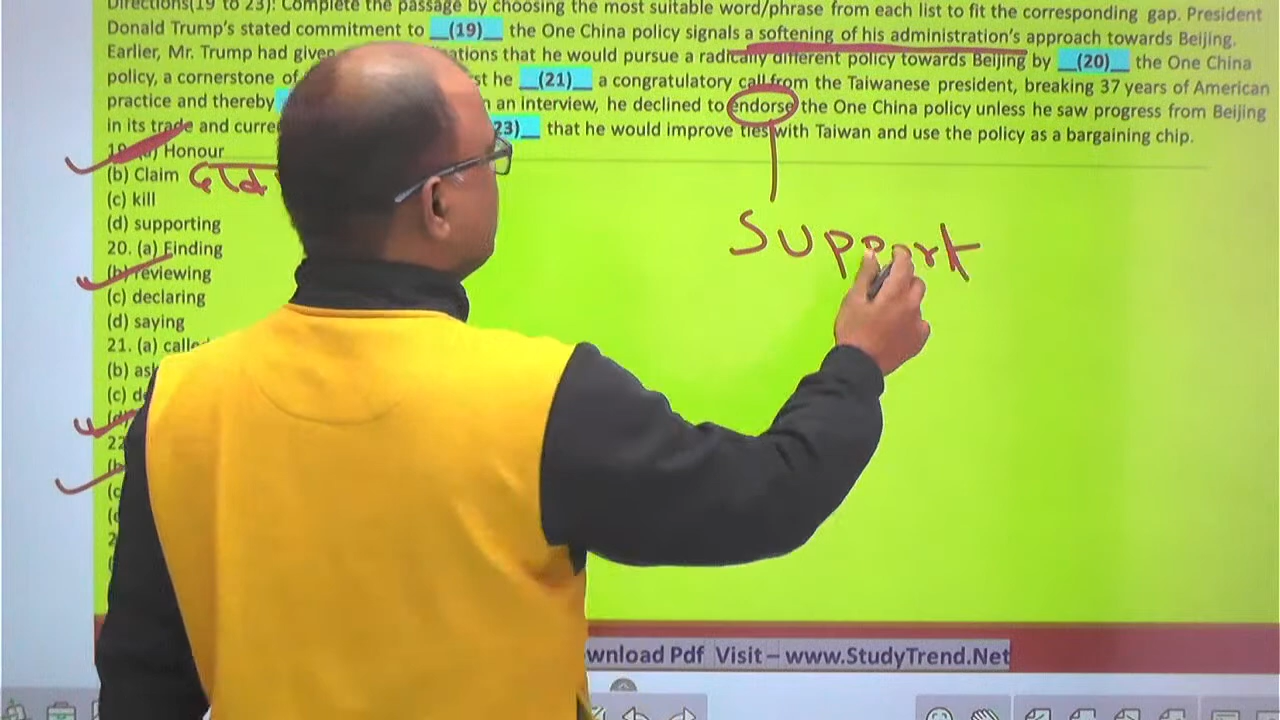 Directions(19 to 23): Complete the passage by choosing the most suitable word/phrase from each list to fit the corresponding gap. President
Donald Trump's stated commitment to __(19)__ the One China policy signals a softening of his administration's approach towards Beijing.
Earlier, Mr. Trump had given that he would pursue a radically different policy towards Beijing by __(20)__ the One China
policy, a cornerstone of he __(21)__ a congratulatory call from the Taiwanese president, breaking 37 years of American
practice and thereby an interview, he declined to endorse the One China policy unless he saw progress from Beijing
in its trade and 23)__ that he would improve ties with Taiwan and use the policy as a bargaining chip.
19. (a) Honour
(b) Claim
(c) kill
(d) supporting
Support
20. (a) Finding
(b) reviewing
(c) declaring
(d) saying
21. (a)
(b)
(c)
(d)
22
(b
(c
Pdf Visit – www.StudyTrend.Net